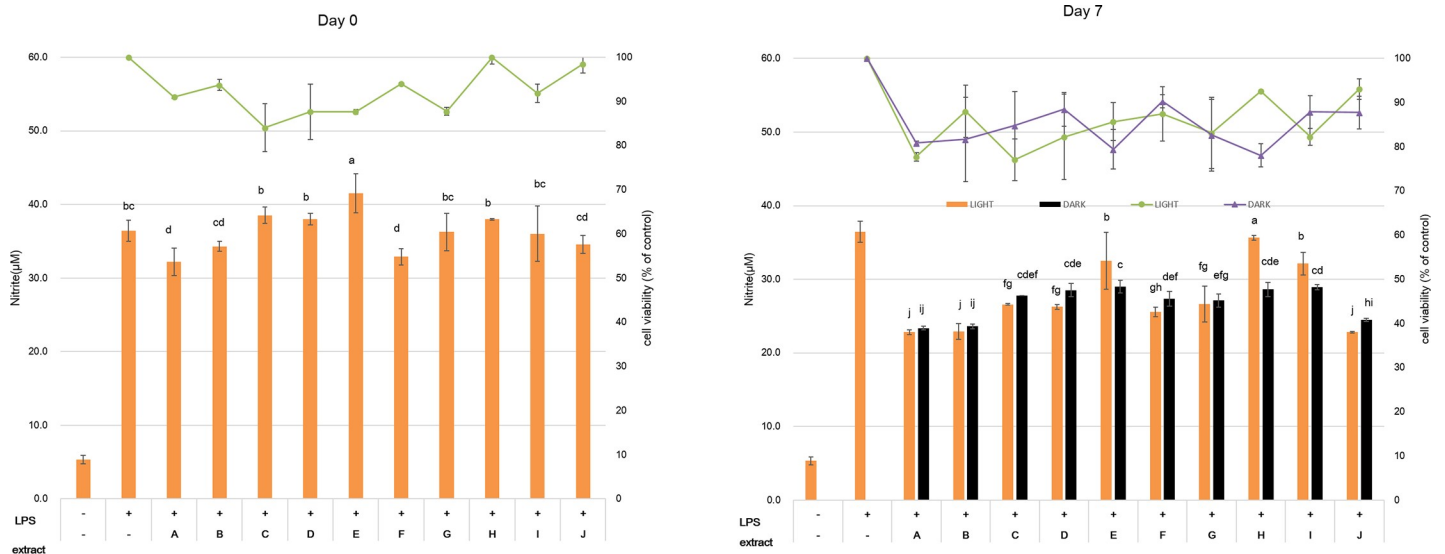 Day 0
60.0
50.0
40.0
30.0
20.0
10.0
0.0
Nitrite(µM)
100
90
80
70
60
50
40
30
20
10
0
cell viability (% of control)
bc d cd b b a d bc b bc cd
LPS - + + + + + + + + + + +
extract - - A B C D E F G H I J
Day 7
60.0
50.0
40.0
30.0
20.0
10.0
0.0
Nitrite(µM)
100
90
80
70
60
50
40
30
20
10
0
cell viability (% of control)
LIGHT DARK LIGHT DARK
j ij j ij fg cdef fg cde b c gh def fg efg a cde b cd j hi
LPS - + + + + + + + + + + +
extract - - A B C D E F G H I J